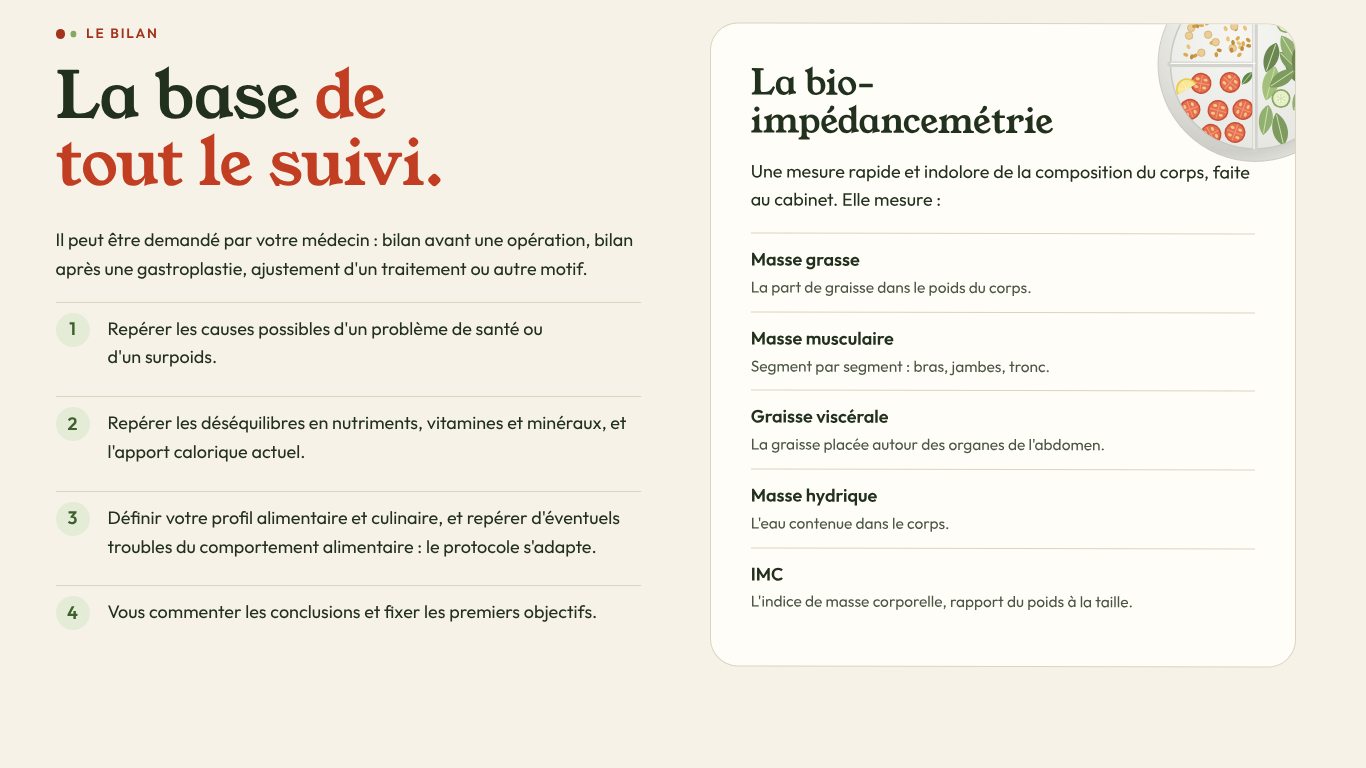 LE BILAN
La base de
tout le suivi.
Il peut être demandé par votre médecin : bilan avant une opération, bilan
après une gastroplastie, ajustement d'un traitement ou autre motif.
1
Repérer les causes possibles d'un problème de santé ou
d'un surpoids.
2
Repérer les déséquilibres en nutriments, vitamines et minéraux, et
l'apport calorique actuel.
3
Définir votre profil alimentaire et culinaire, et repérer d'éventuels
troubles du comportement alimentaire : le protocole s'adapte.
4
Vous commenter les conclusions et fixer les premiers objectifs.
La bio-
impédancemétrie
Une mesure rapide et indolore de la composition du corps, faite
au cabinet. Elle mesure :
Masse grasse
La part de graisse dans le poids du corps.
Masse musculaire
Segment par segment : bras, jambes, tronc.
Graisse viscérale
La graisse placée autour des organes de l'abdomen.
Masse hydrique
L'eau contenue dans le corps.
IMC
L'indice de masse corporelle, rapport du poids à la taille.